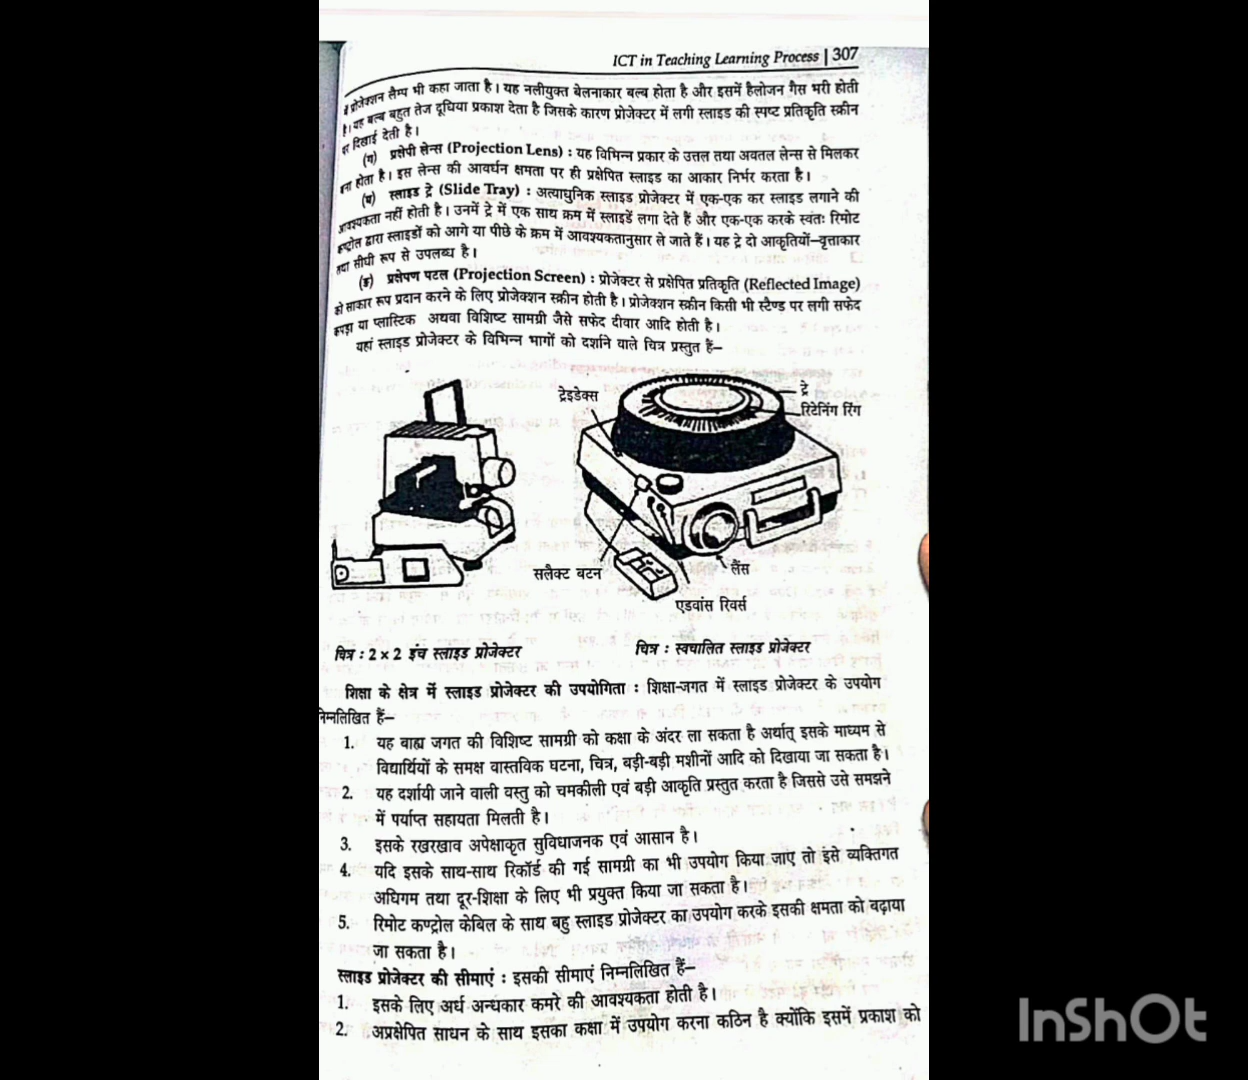 ICT in Teaching Learning Process | 307
प्रोजेक्शन लैम्प भी कहा जाता है। यह नलीयुक्त बेलनाकार बल्ब होता है और इसमें हैलोजन गैस भरी होती
है। यह बल्ब बहुत तेज दूधिया प्रकाश देता है जिसके कारण प्रोजेक्टर में लगी स्लाइड की स्पष्ट प्रतिकृति स्क्रीन
पर दिखाई देती है।
(ग) प्रक्षेपी लेन्स (Projection Lens) : यह विभिन्न प्रकार के उत्तल तथा अवतल लेन्स से मिलकर
बना होता है। इस लेन्स की आवर्धन क्षमता पर ही प्रक्षेपित स्लाइड का आकार निर्भर करता है।
(घ) स्लाइड ट्रे (Slide Tray) : अत्याधुनिक स्लाइड प्रोजेक्टर में एक-एक कर स्लाइड लगाने की
आवश्यकता नहीं होती है। उनमें ट्रे में एक साथ क्रम में स्लाइडें लगा देते हैं और एक-एक करके स्वतः रिमोट
कण्ट्रोल द्वारा स्लाइडों को आगे या पीछे के क्रम में आवश्यकतानुसार ले जाते हैं। यह ट्रे दो आकृतियों–वृत्ताकार
तथा सीधी रूप से उपलब्ध है।
(ङ) प्रक्षेपण पटल (Projection Screen) : प्रोजेक्टर से प्रक्षेपित प्रतिकृति (Reflected Image)
को साकार रूप प्रदान करने के लिए प्रोजेक्शन स्क्रीन होती है। प्रोजेक्शन स्क्रीन किसी भी स्टैण्ड पर लगी सफेद
कपड़ा या प्लास्टिक अथवा विशिष्ट सामग्री जैसे सफेद दीवार आदि होती है।
यहां स्लाइड प्रोजेक्टर के विभिन्न भागों को दर्शाने वाले चित्र प्रस्तुत हैं–
ट्रेइडेक्स
ट्रे
रिटेनिंग रिंग
सलैक्ट बटन
लैंस
एडवांस रिवर्स
चित्र : 2 × 2 इंच स्लाइड प्रोजेक्टर
चित्र : स्वचालित स्लाइड प्रोजेक्टर
शिक्षा के क्षेत्र में स्लाइड प्रोजेक्टर की उपयोगिता : शिक्षा-जगत में स्लाइड प्रोजेक्टर के उपयोग
निम्नलिखित हैं–
1. यह वाह्य जगत की विशिष्ट सामग्री को कक्षा के अंदर ला सकता है अर्थात् इसके माध्यम से
विद्यार्थियों के समक्ष वास्तविक घटना, चित्र, बड़ी-बड़ी मशीनों आदि को दिखाया जा सकता है।
2. यह दर्शायी जाने वाली वस्तु को चमकीली एवं बड़ी आकृति प्रस्तुत करता है जिससे उसे समझने
में पर्याप्त सहायता मिलती है।
3. इसके रखरखाव अपेक्षाकृत सुविधाजनक एवं आसान है।
4. यदि इसके साथ-साथ रिकॉर्ड की गई सामग्री का भी उपयोग किया जाए तो इसे व्यक्तिगत
अधिगम तथा दूर-शिक्षा के लिए भी प्रयुक्त किया जा सकता है।
5. रिमोट कण्ट्रोल केबिल के साथ बहु स्लाइड प्रोजेक्टर का उपयोग करके इसकी क्षमता को बढ़ाया
जा सकता है।
स्लाइड प्रोजेक्टर की सीमाएं : इसकी सीमाएं निम्नलिखित हैं–
1. इसके लिए अर्ध अन्धकार कमरे की आवश्यकता होती है।
2. अप्रक्षेपित साधन के साथ इसका कक्षा में उपयोग करना कठिन है क्योंकि इसमें प्रकाश को
InShOt